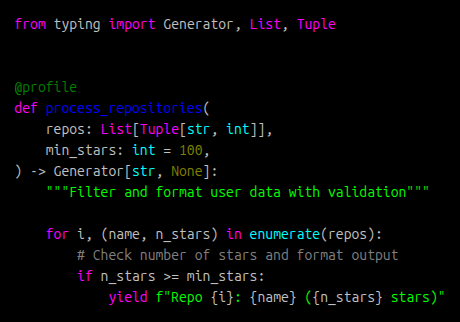 from typing import Generator, List, Tuple
@profile
def process_repositories(
    repos: List[Tuple[str, int]],
    min_stars: int = 100,
) -> Generator[str, None]:
    """Filter and format user data with validation"""
    for i, (name, n_stars) in enumerate(repos):
        # Check number of stars and format output
        if n_stars >= min_stars:
            yield f"Repo {i}: {name} ({n_stars} stars)"